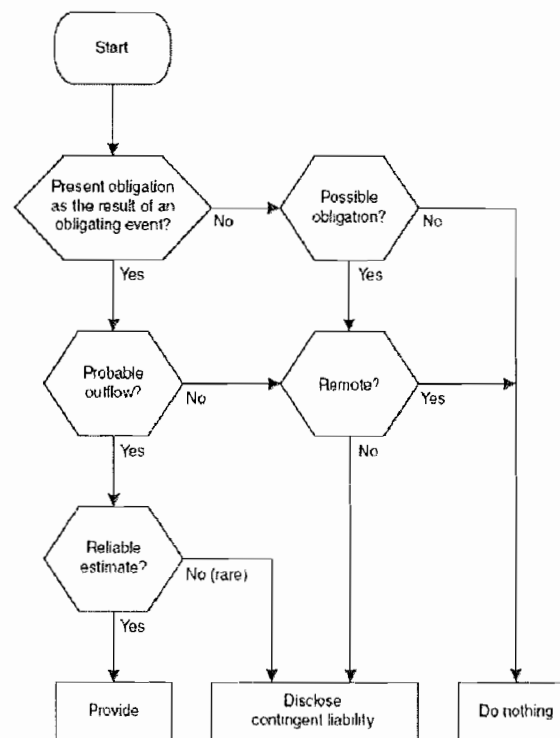 Start
Present obligation
as the result of an
obligating event?
No
Possible
obligation?
No
Yes
Yes
Probable
outflow?
No
Remote?
Yes
Yes
No
Reliable
estimate?
No (rare)
Yes
Provide
Disclose
contingent liability
Do nothing